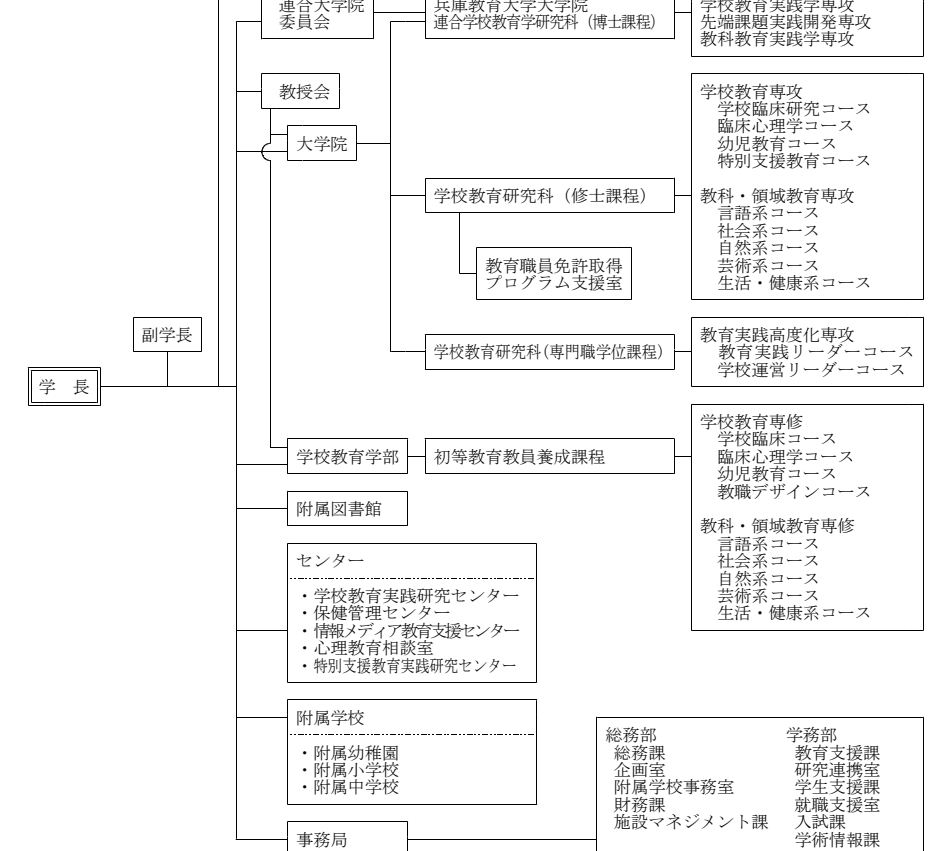 連合大学院
委員会
兵庫教育大学大学院
連合学校教育学研究科（博士課程）
学校教育実践学専攻
先端課題実践開発専攻
教科教育実践学専攻
教授会
大学院
学校教育研究科（修士課程）
教育職員免許取得
プログラム支援室
学校教育専攻
学校臨床研究コース
臨床心理学コース
幼児教育コース
特別支援教育コース
教科・領域教育専攻
言語系コース
社会系コース
自然系コース
芸術系コース
生活・健康系コース
副学長
学　長
学校教育研究科（専門職学位課程）
教育実践高度化専攻
教育実践リーダーコース
学校運営リーダーコース
学校教育学部
初等教育教員養成課程
学校教育専修
学校臨床コース
臨床心理学コース
幼児教育コース
教職デザインコース
教科・領域教育専修
言語系コース
社会系コース
自然系コース
芸術系コース
生活・健康系コース
附属図書館
センター
・学校教育実践研究センター
・保健管理センター
・情報メディア教育支援センター
・心理教育相談室
・特別支援教育実践研究センター
附属学校
・附属幼稚園
・附属小学校
・附属中学校
事務局
総務部
総務課
企画室
附属学校事務室
財務課
施設マネジメント課
学務部
教育支援課
研究連携室
学生支援課
就職支援室
入試課
学術情報課